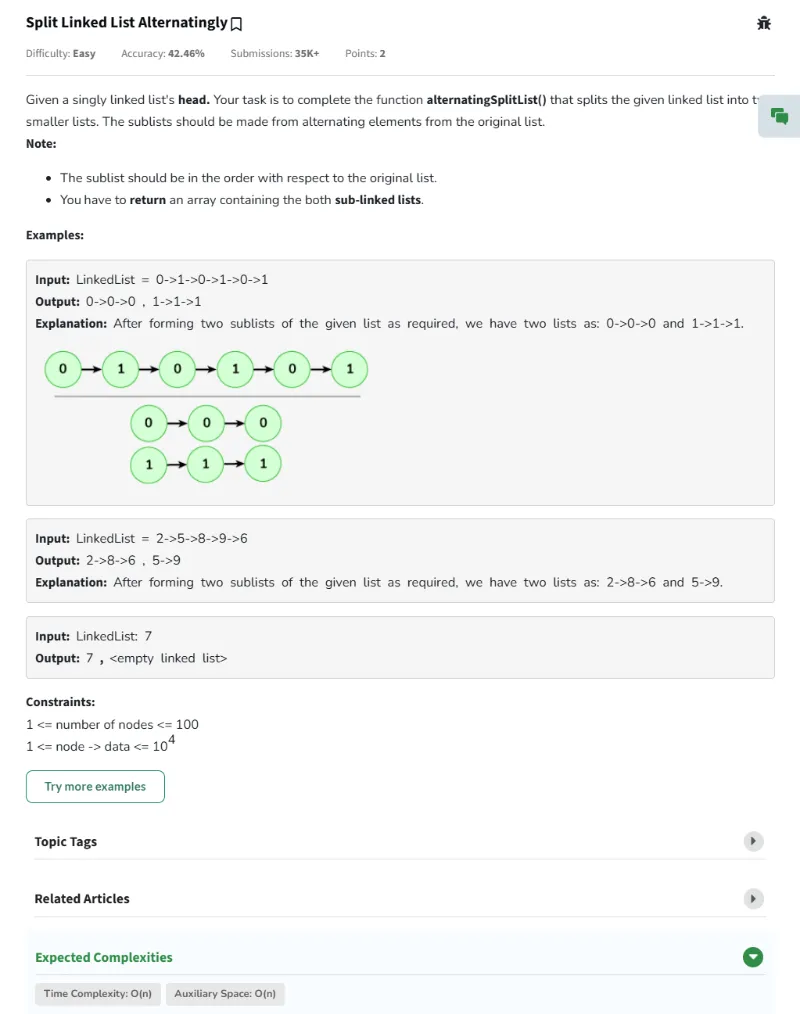 Split Linked List Alternatingly
Difficulty: Easy Accuracy: 42.46% Submissions: 35K+ Points: 2
Given a singly linked list's head. Your task is to complete the function alternatingSplitList() that splits the given linked list into
smaller lists. The sublists should be made from alternating elements from the original list.
Note:
• The sublist should be in the order with respect to the original list.
• You have to return an array containing the both sub-linked lists.
Examples:
Input: LinkedList = 0->1->0->1->0->1
Output: 0->0->0 , 1->1->1
Explanation: After forming two sublists of the given list as required, we have two lists as: 0->0->0 and 1->1->1.
0 1 0 1 0 1
0 0 0
1 1 1
Input: LinkedList = 2->5->8->9->6
Output: 2->8->6 , 5->9
Explanation: After forming two sublists of the given list as required, we have two lists as: 2->8->6 and 5->9.
Input: LinkedList: 7
Output: 7 , <empty linked list>
Constraints:
1 <= number of nodes <= 100
1 <= node -> data <= 10⁴
Try more examples
Topic Tags
Related Articles
Expected Complexities
Time Complexity: O(n) Auxiliary Space: O(n)